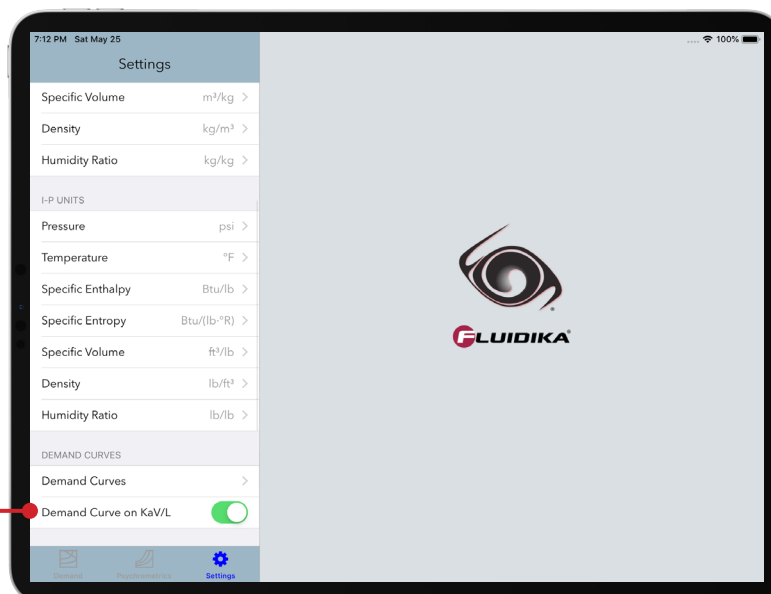 7:12 PM Sat May 25
100%
Settings
Specific Volume m³/kg >
Density kg/m³ >
Humidity Ratio kg/kg >
I-P UNITS
Pressure psi >
Temperature °F >
Specific Enthalpy Btu/lb >
Specific Entropy Btu/(lb·°R) >
Specific Volume ft³/lb >
Density lb/ft³ >
Humidity Ratio lb/lb >
DEMAND CURVES
Demand Curves >
Demand Curve on KaV/L
Demand Psychrometrics Settings
FLUIDIKA